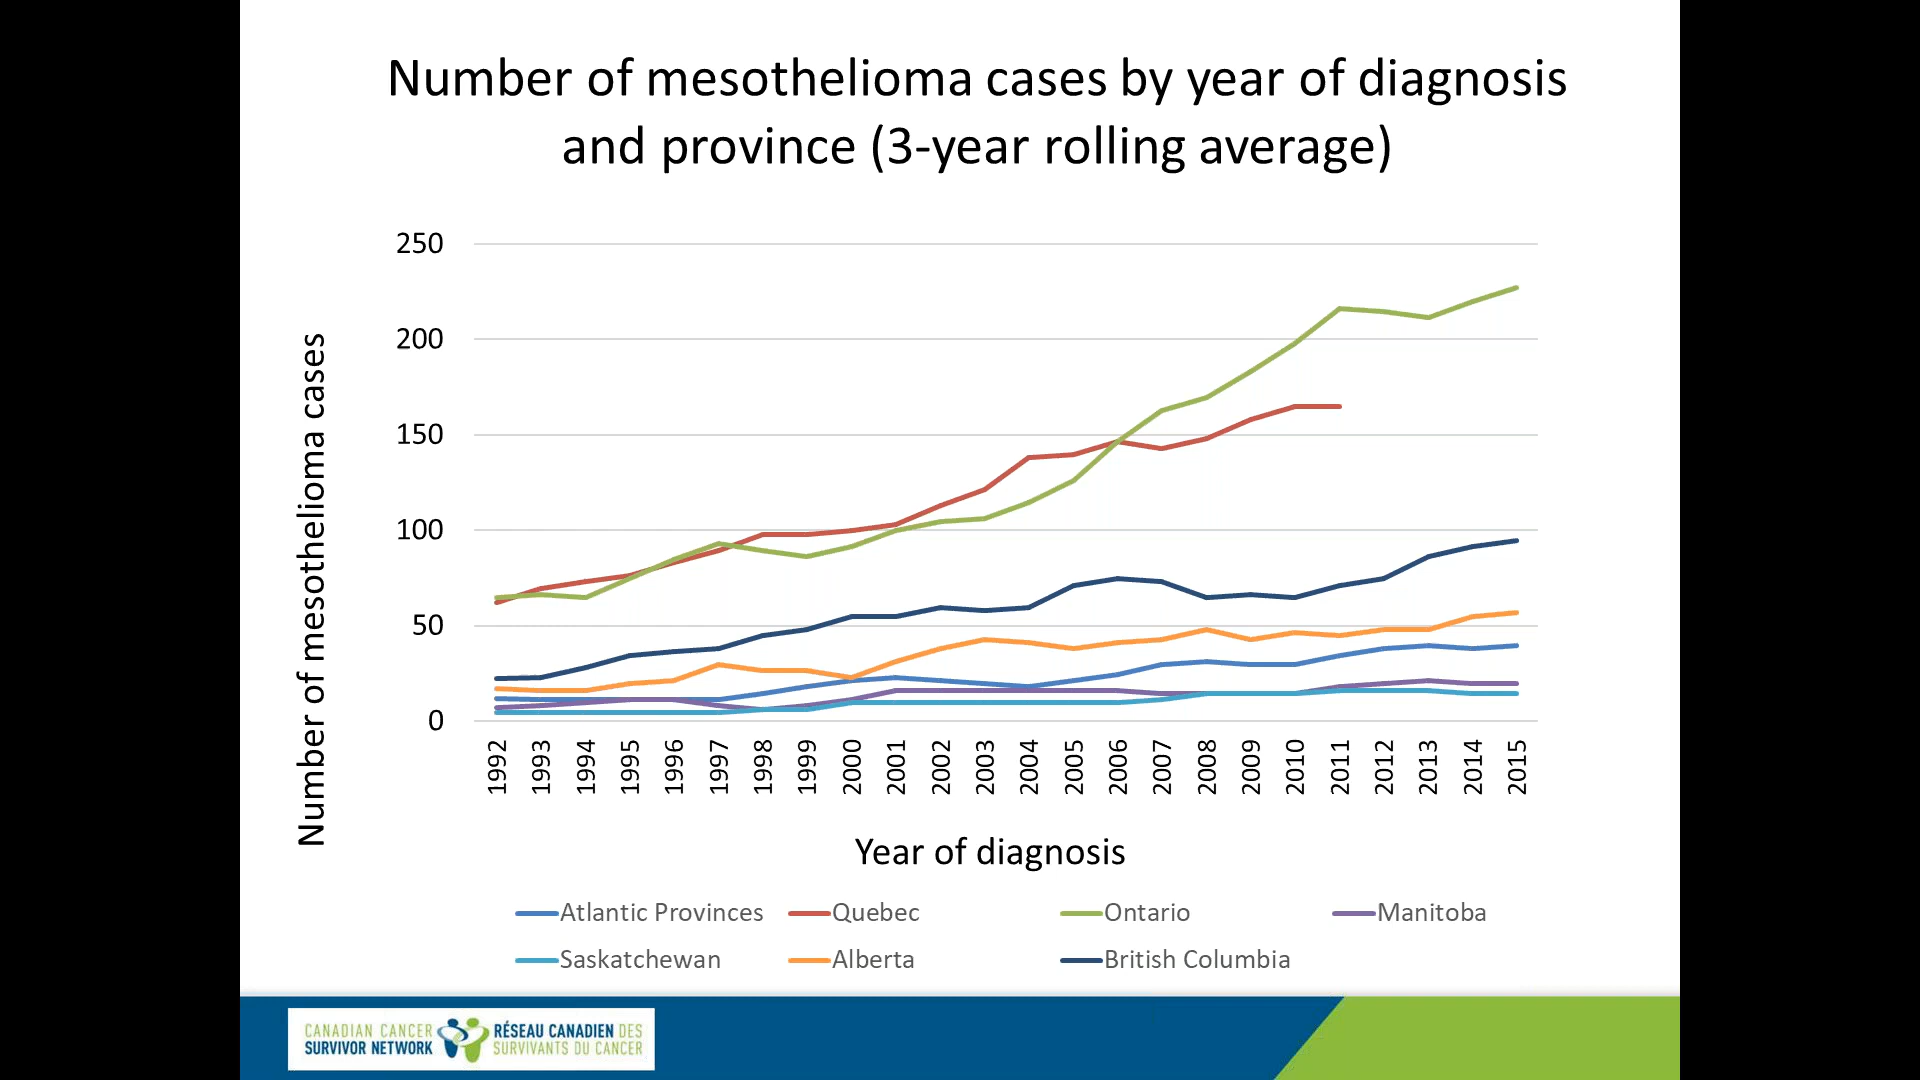 Number of mesothelioma cases by year of diagnosis
and province (3-year rolling average)
Number of mesothelioma cases
250
200
150
100
50
0
1992 1993 1994 1995 1996 1997 1998 1999 2000 2001 2002 2003 2004 2005 2006 2007 2008 2009 2010 2011 2012 2013 2014 2015
Year of diagnosis
Atlantic Provinces Quebec Ontario Manitoba
Saskatchewan Alberta British Columbia
CANADIAN CANCER
SURVIVOR NETWORK
RÉSEAU CANADIEN DES
SURVIVANTS DU CANCER